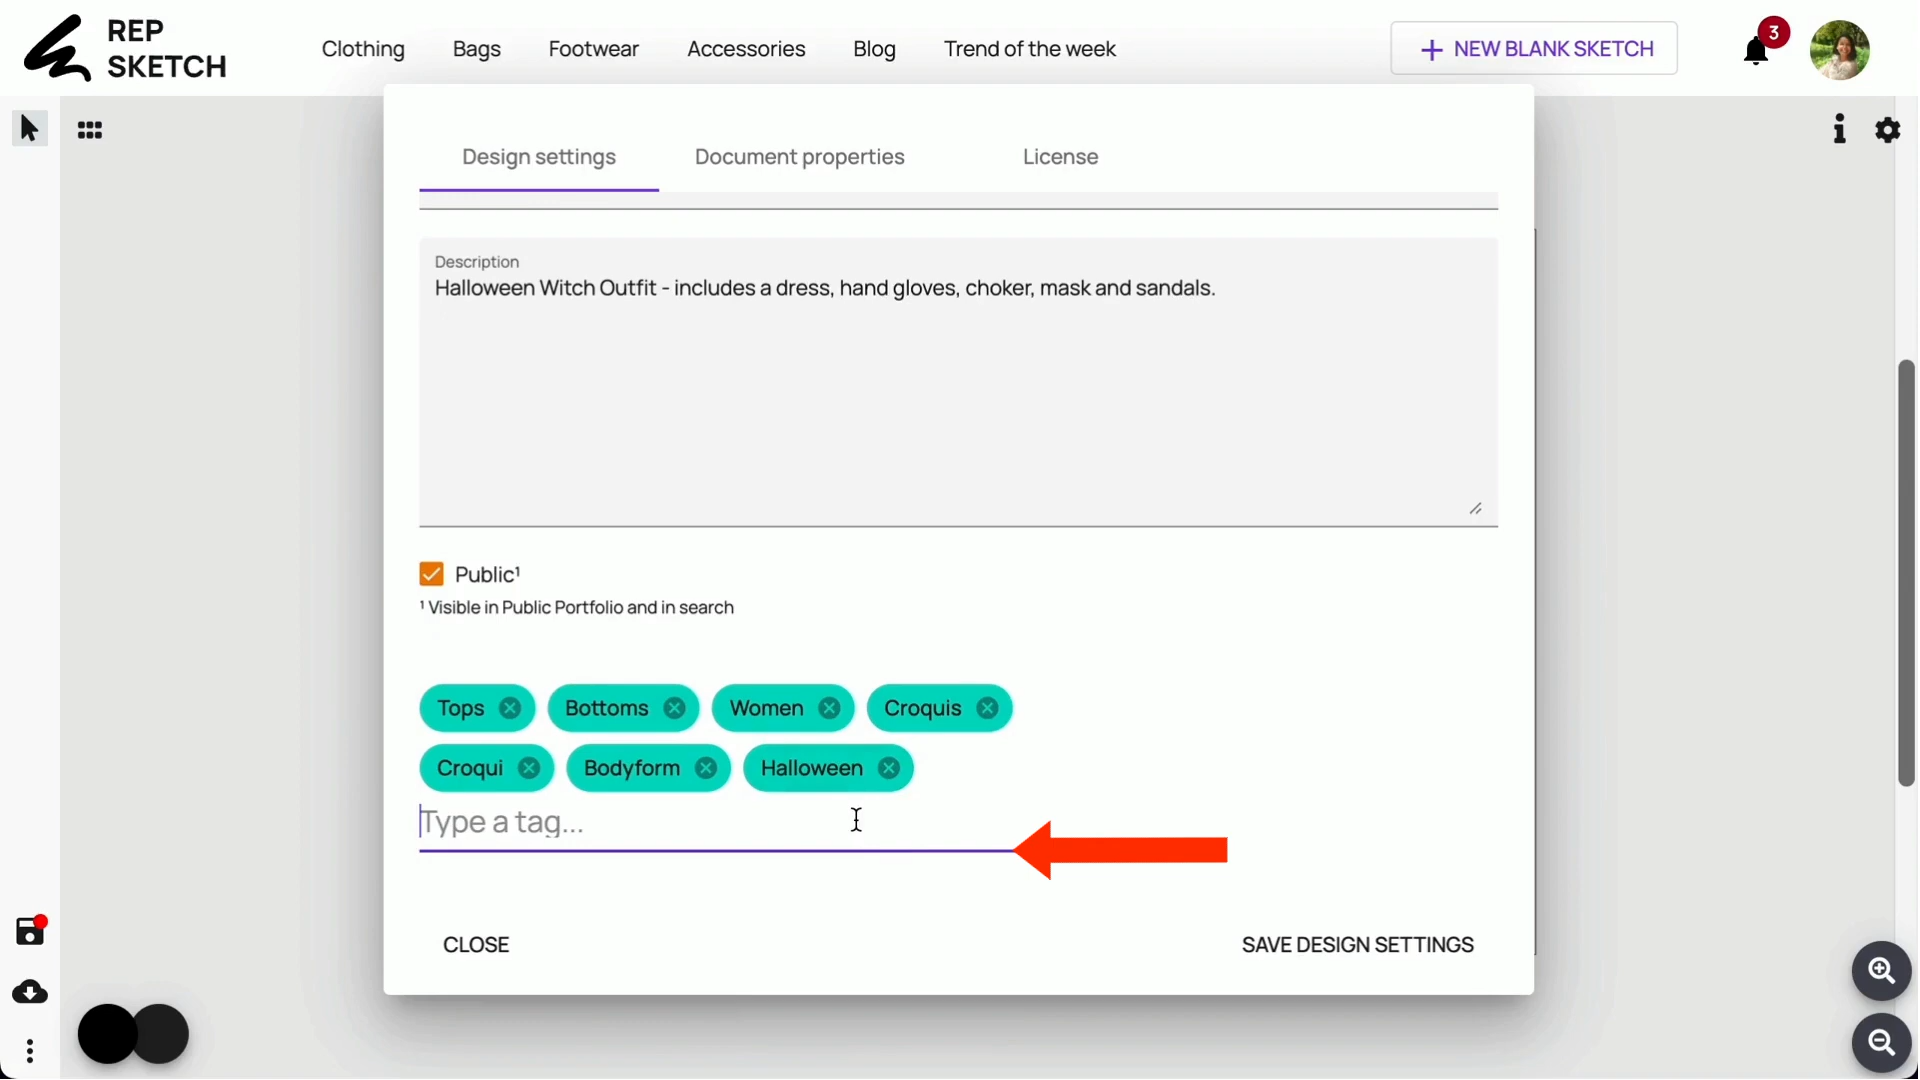 REP
SKETCH
Clothing Bags Footwear Accessories Blog Trend of the week
NEW BLANK SKETCH
3
Design settings Document properties License
Description
Halloween Witch Outfit - includes a dress, hand gloves, choker, mask and sandals.
Public¹
¹ Visible in Public Portfolio and in search
Tops Bottoms Women Croquis
Croqui Bodyform Halloween
Type a tag...
CLOSE SAVE DESIGN SETTINGS